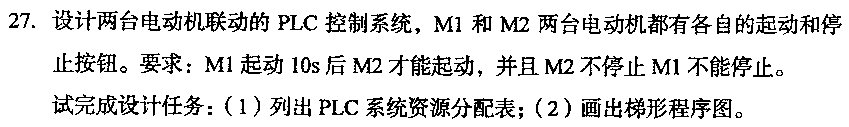 27. 设计两台电动机联动的 PLC 控制系统，M1 和 M2 两台电动机都有各自的起动和停
止按钮。要求：M1 起动 10s 后 M2 才能起动，并且 M2 不停止 M1 不能停止。
试完成设计任务：（1）列出 PLC 系统资源分配表；（2）画出梯形程序图。